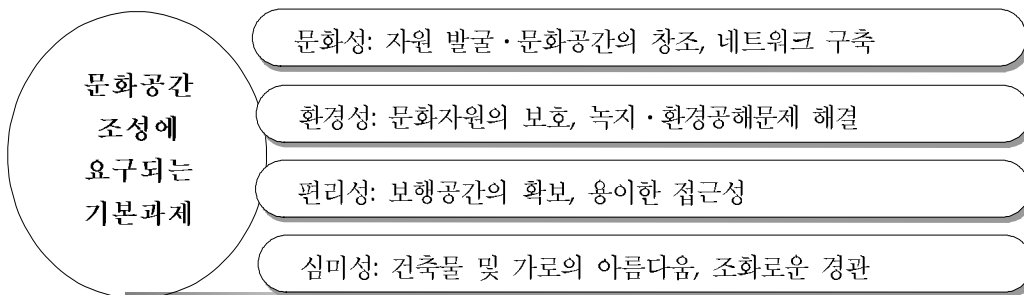 문화공간
조성에
요구되는
기본과제
문화성: 자원 발굴·문화공간의 창조, 네트워크 구축
환경성: 문화자원의 보호, 녹지·환경공해문제 해결
편리성: 보행공간의 확보, 용이한 접근성
심미성: 건축물 및 가로의 아름다움, 조화로운 경관